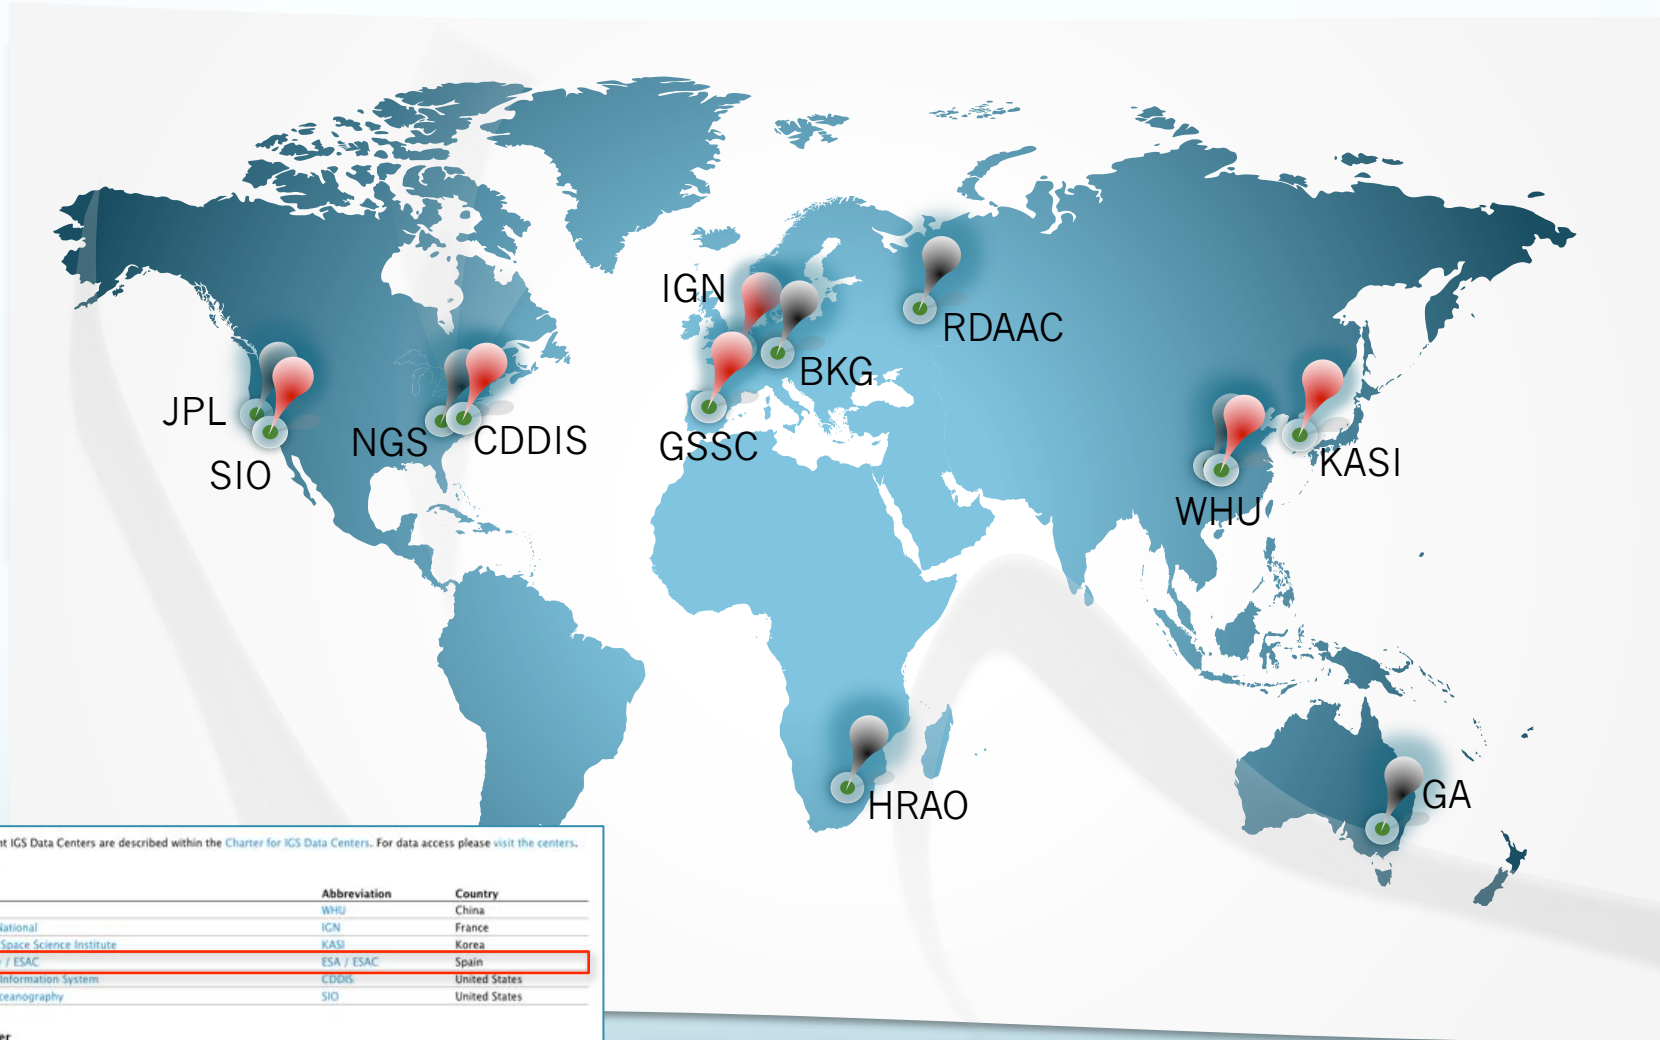 IGN
RDAAC
BKG
JPL
NGS
CDDIS
GSSC
SIO
KASI
WHU
HRAO
GA
nt IGS Data Centers are described within the Charter for IGS Data Centers. For data access please visit the centers.
Abbreviation Country
WHU China
National IGN France
Space Science Institute KASI Korea
/ ESAC ESA / ESAC Spain
Information System CDDIS United States
ceanography SIO United States
er